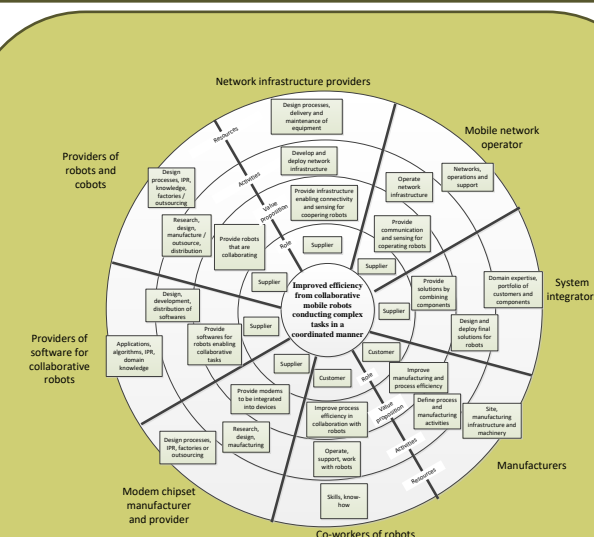 Network infrastructure providers
Design processes,
delivery and
maintenance of
equipment
Resources
Develop and
deploy network
infrastructure
Activities
Provide infrastructure
enabling connectivity
and sensing for
coopering robots
Value
proposition
Supplier
Role
Mobile network
operator
Networks,
operations and
support
Operate
network
infrastructure
Provide
communication
and sensing for
coperating robots
Supplier
System
integrator
Domain expertise,
portfolio of
customers and
components
Design and
deploy final
solutions for
robots
Provide
solutions by
combining
components
Supplier
Manufacturers
Site,
manufacturing
infrastructure and
machinery
Define process
and
manufacturing
activities
Improve
manufacturing and
process efficiency
Customer
Role
Value
proposition
Activities
Resources
Co-workers of robots
Skills, know-
how
Operate,
support, work
with robots
Improve process
efficiency in
collaboration with
robots
Customer
Modem chipset
manufacturer
and provider
Design processes,
IPR, factories or
outsourcing
Research,
design,
maufacturing
Provide modems
to be integrated
into devices
Supplier
Providers of
software for
collaborative
robots
Applications,
algorithms, IPR,
domain
knowledge
Design,
development,
distribution of
softwares
Provide
softwares for
robots enabling
collaborative
tasks
Supplier
Providers of
robots and
cobots
Design
processes, IPR,
knowledge,
factories /
outsourcing
Research,
design,
manufacture /
outsource,
distribution
Provide robots
that are
collaborating
Supplier
Improved efficiency
from collaborative
mobile robots
conducting complex
tasks in a
coordinated manner